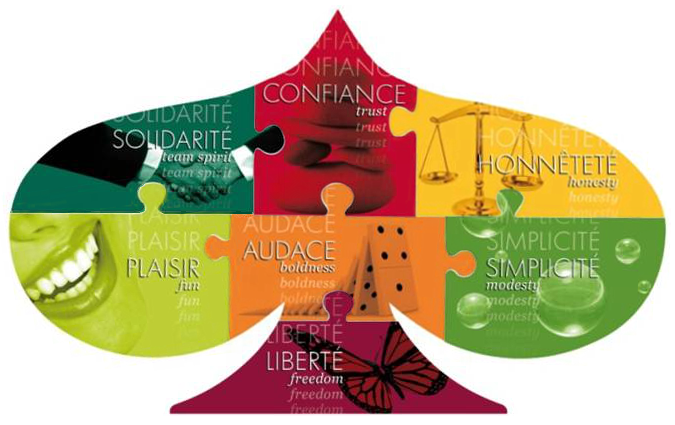 CONFIANCE
CONFIANCE
CONFIANCE
trust
trust
trust
trust
SOLIDARITÉ
SOLIDARITÉ
team spirit
team spirit
team spirit
HONNÊTETÉ
HONNÊTETÉ
honesty
honesty
PLAISIR
PLAISIR
PLAISIR
fun
fun
fun
fun
AUDACE
AUDACE
AUDACE
boldness
boldness
boldness
SIMPLICITÉ
SIMPLICITÉ
SIMPLICITÉ
modesty
modesty
modesty
LIBERTÉ
LIBERTÉ
freedom
freedom
freedom